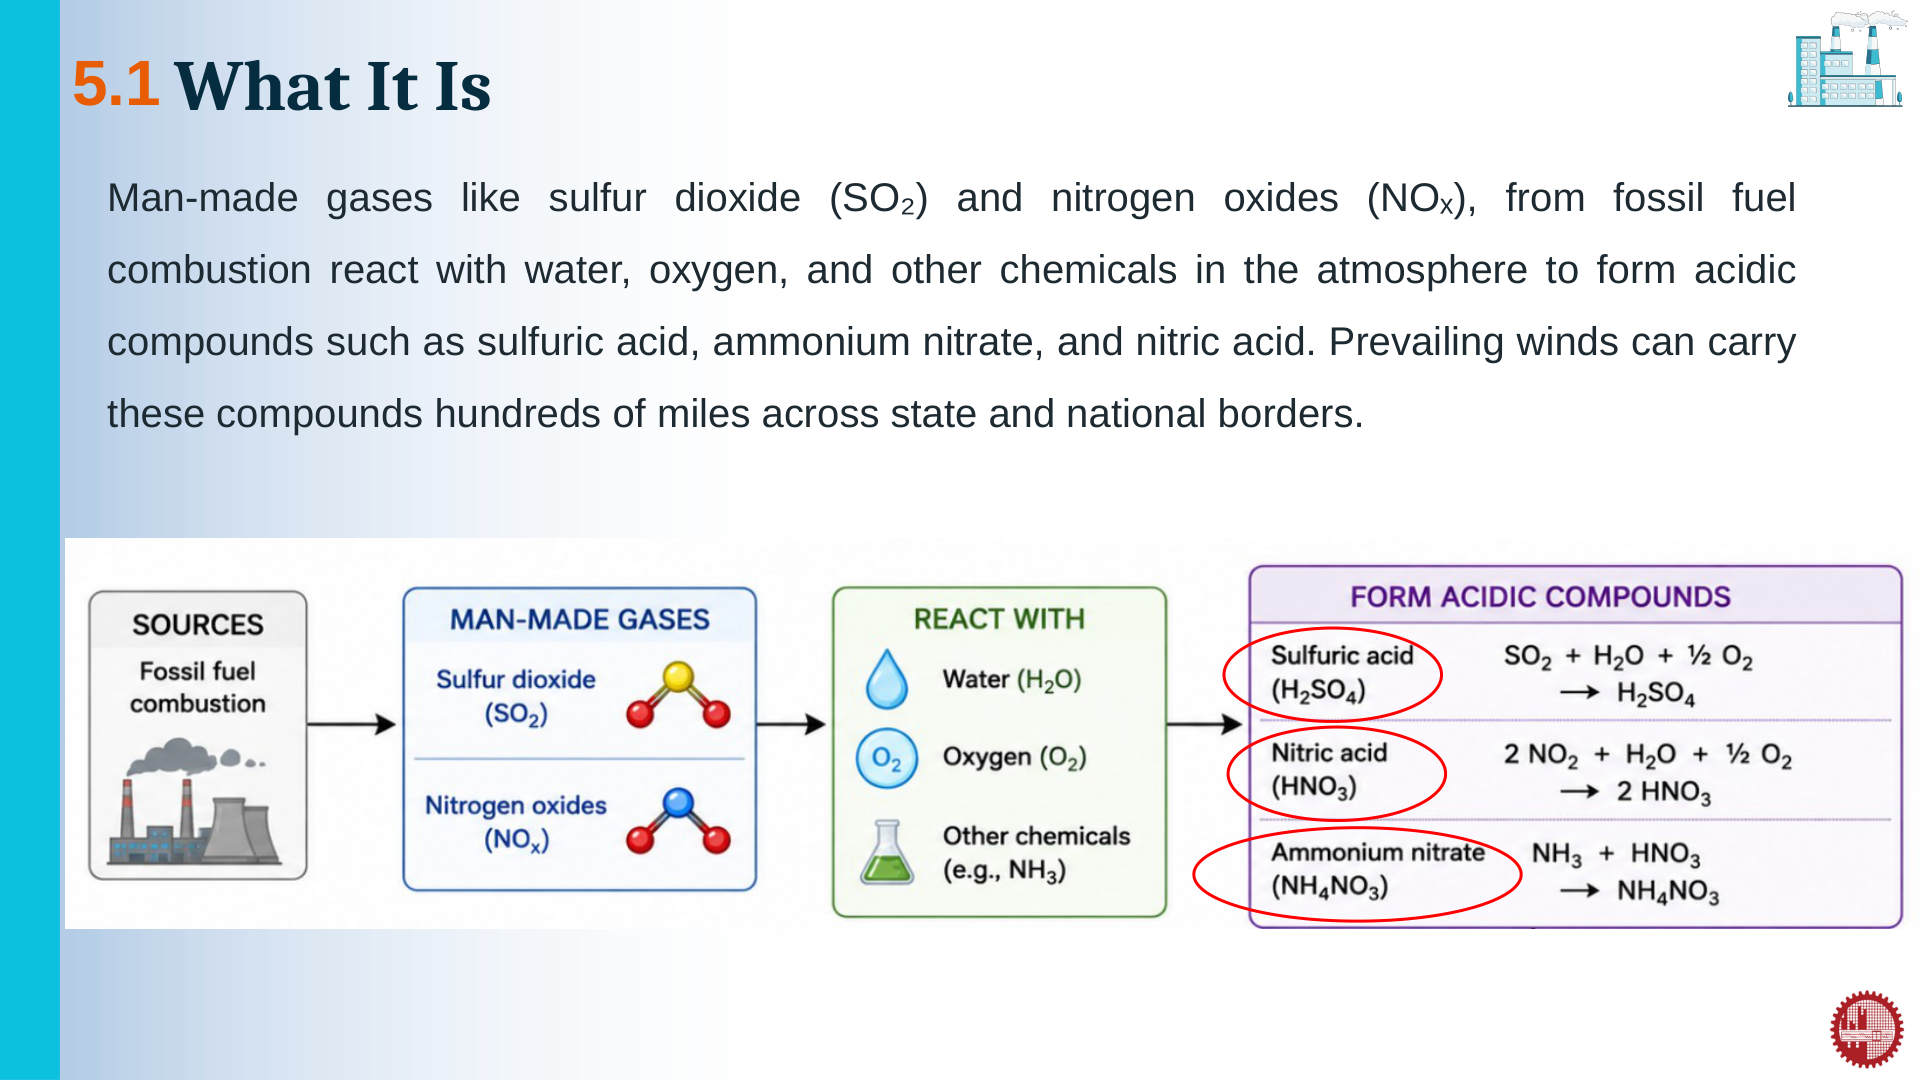 5.1 What It Is
Man-made gases like sulfur dioxide (SO₂) and nitrogen oxides (NOₓ), from fossil fuel
combustion react with water, oxygen, and other chemicals in the atmosphere to form acidic
compounds such as sulfuric acid, ammonium nitrate, and nitric acid. Prevailing winds can carry
these compounds hundreds of miles across state and national borders.
SOURCES
Fossil fuel
combustion
MAN-MADE GASES
Sulfur dioxide
(SO₂)
Nitrogen oxides
(NOₓ)
REACT WITH
Water (H₂O)
O₂
Oxygen (O₂)
Other chemicals
(e.g., NH₃)
FORM ACIDIC COMPOUNDS
Sulfuric acid
(H₂SO₄)
SO₂ + H₂O + ½ O₂
→ H₂SO₄
Nitric acid
(HNO₃)
2 NO₂ + H₂O + ½ O₂
→ 2 HNO₃
Ammonium nitrate
(NH₄NO₃)
NH₃ + HNO₃
→ NH₄NO₃